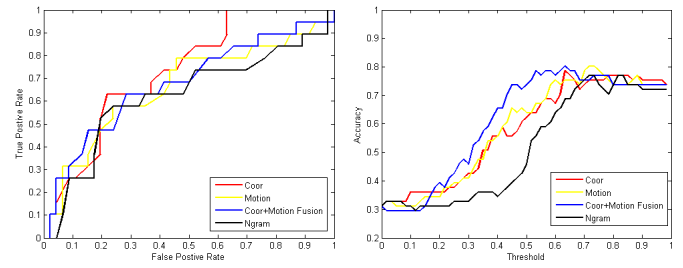 1
0.9
0.8
0.7
0.6
0.5
0.4
0.3
0.2
0.1
0
True Positive Rate
0 0.1 0.2 0.3 0.4 0.5 0.6 0.7 0.8 0.9 1
False Postive Rate
Coor
Motion
Coor+Motion Fusion
Ngram
1
0.9
0.8
0.7
0.6
0.5
0.4
0.3
0.2
Accuracy
0 0.1 0.2 0.3 0.4 0.5 0.6 0.7 0.8 0.9 1
Threshold
Coor
Motion
Coor+Motion Fusion
Ngram